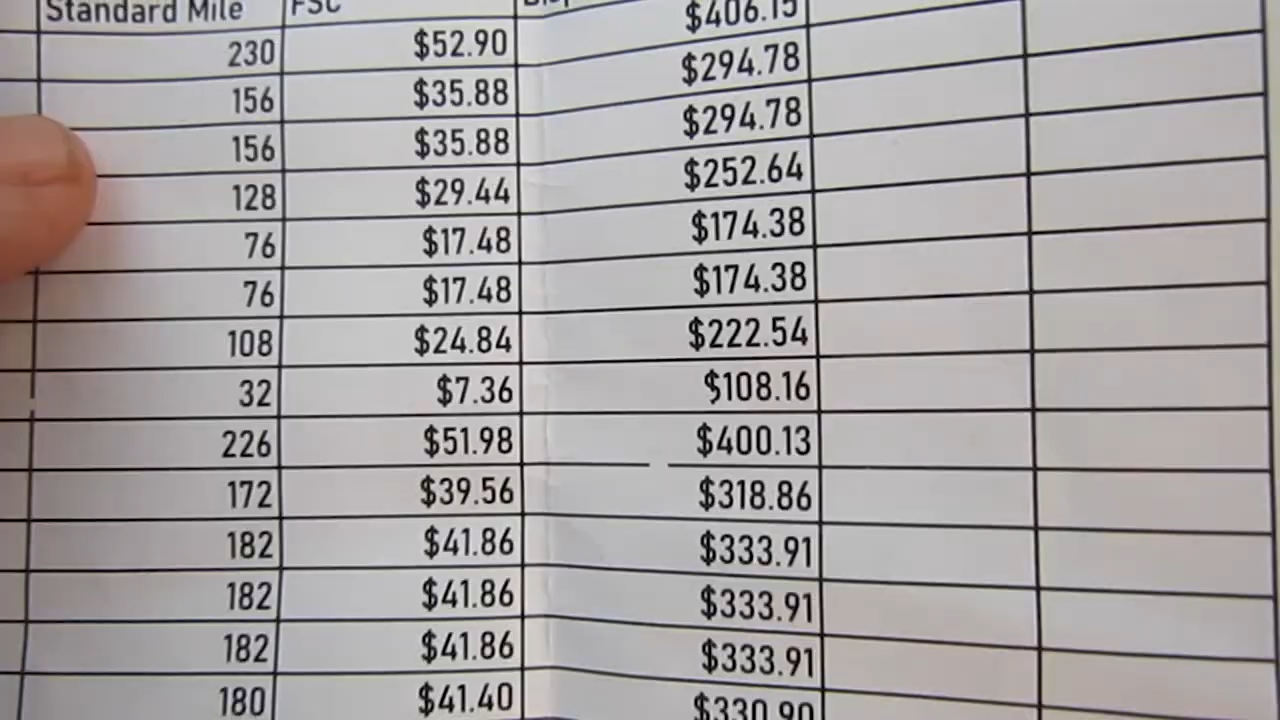 Standard Mile FSC
230 $52.90 $406.15
156 $35.88 $294.78
156 $35.88 $294.78
128 $29.44 $252.64
76 $17.48 $174.38
76 $17.48 $174.38
108 $24.84 $222.54
32 $7.36 $108.16
226 $51.98 $400.13
172 $39.56 $318.86
182 $41.86 $333.91
182 $41.86 $333.91
182 $41.86 $333.91
180 $41.40 $330.90